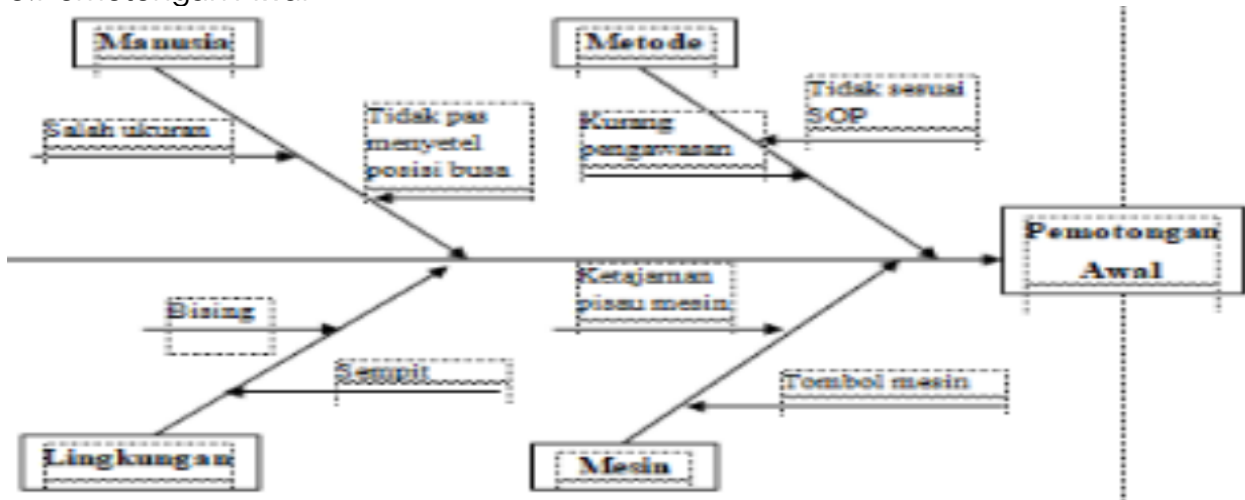 Manusia
Metode
Salah ukuran
Tidak pas
menyetel
posisi busa
Kurang
pengawasan
Tidak sesuai
SOP
Pemotongan
Awal
Bising
Sempit
Ketajaman
pisau mesin
Tombol mesin
Lingkungan
Mesin